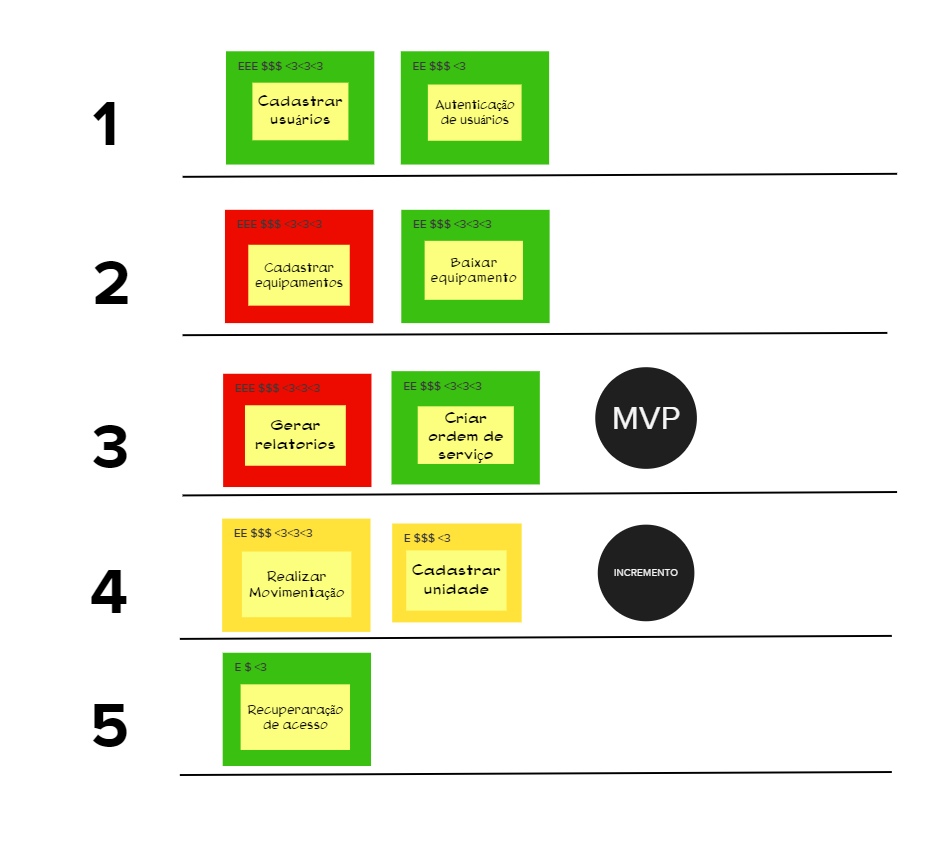 1
EEE $$$ <3<3<3
Cadastrar
usuários
EE $$$ <3
Autenticação
de usuários
2
EEE $$$ <3<3<3
Cadastrar
equipamentos
EE $$$ <3<3<3
Baixar
equipamento
3
EEE $$$ <3<3<3
Gerar
relatorios
EE $$$ <3<3<3
Criar
ordem de
serviço
MVP
4
EE $$$ <3<3<3
Realizar
Movimentação
E $$$ <3
Cadastrar
unidade
INCREMENTO
5
E $ <3
Recuperaração
de acesso